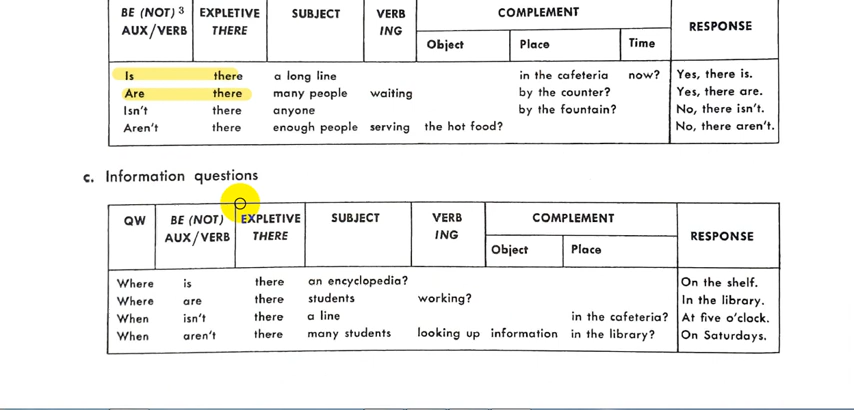 BE (NOT) 3 EXPLETIVE SUBJECT VERB COMPLEMENT RESPONSE
AUX/VERB THERE ING
Object Place Time
Is there a long line in the cafeteria now? Yes, there is.
Are there many people waiting by the counter? Yes, there are.
Isn't there anyone by the fountain? No, there isn't.
Aren't there enough people serving the hot food? No, there aren't.
c. Information questions
QW BE (NOT) EXPLETIVE SUBJECT VERB COMPLEMENT RESPONSE
AUX/VERB THERE ING
Object Place
Where is there an encyclopedia? On the shelf.
Where are there students working? In the library.
When isn't there a line in the cafeteria? At five o'clock.
When aren't there many students looking up information in the library? On Saturdays.